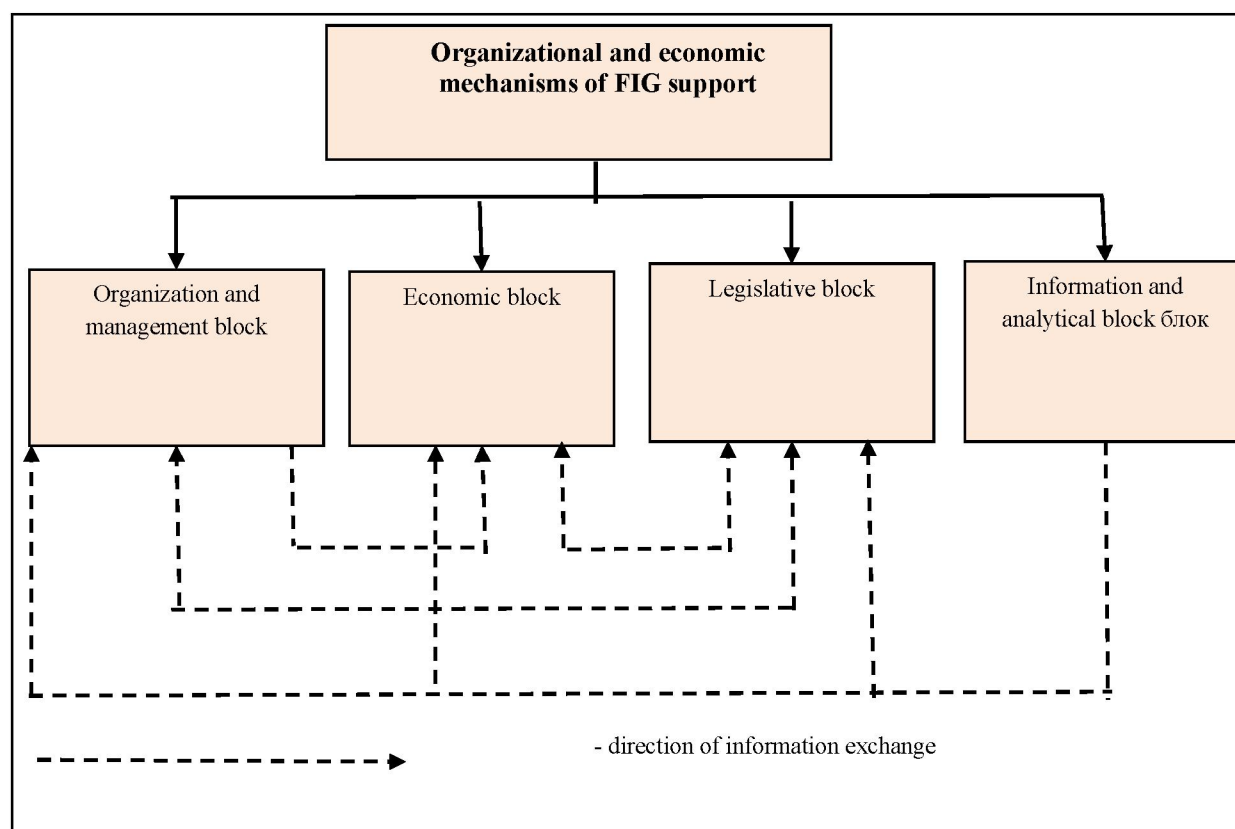 Organizational and economic
mechanisms of FIG support
Organization and
management block
Economic block
Legislative block
Information and
analytical block блок
- direction of information exchange